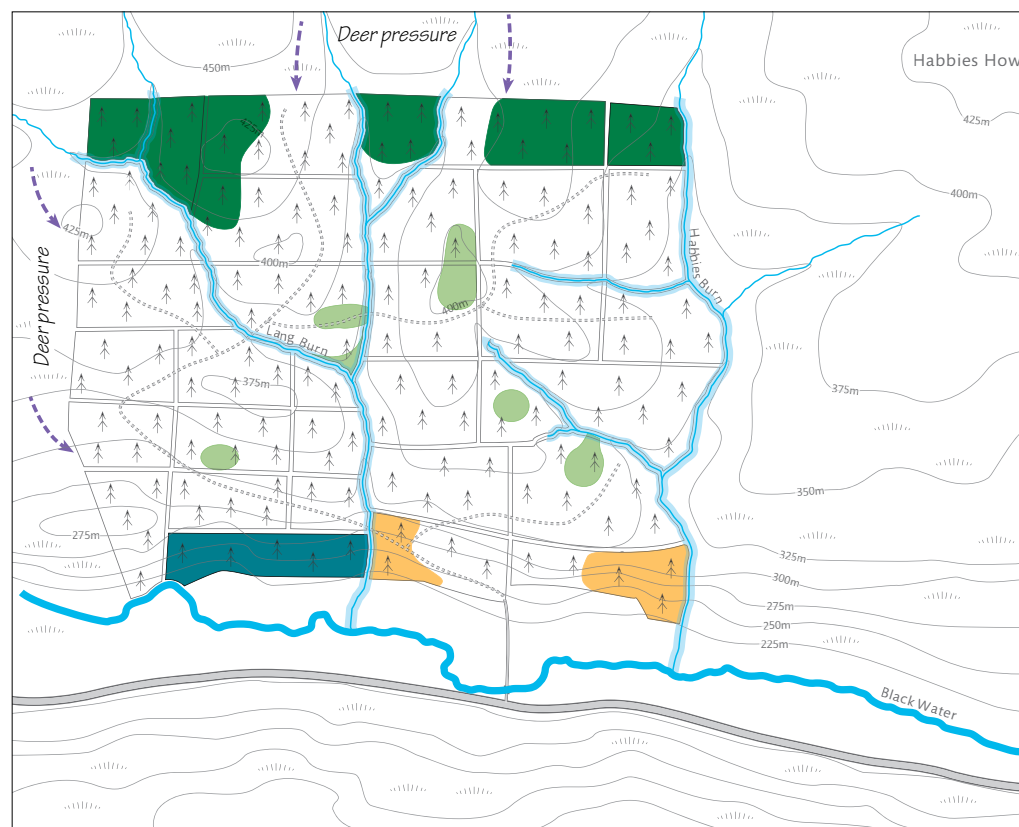 Deer pressure
450m
Habbies How
425m
425m
400m
425m
Deer pressure
400m
Habbies Burn
400m
Lang Burn
375m
375m
350m
275m
325m
300m
275m
250m
225m
Black Water